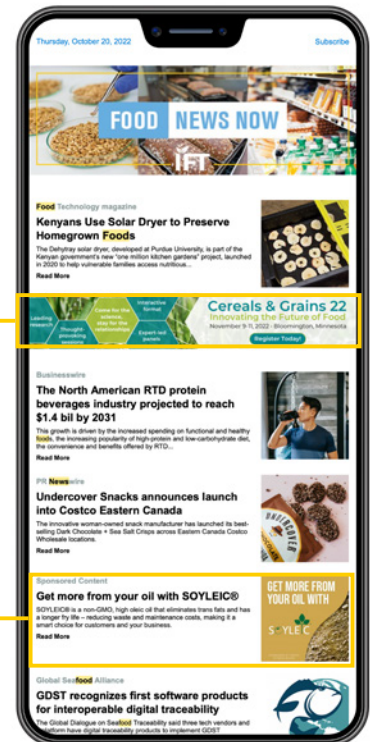 Thursday, October 20, 2022
Subscribe
FOOD NEWS NOW
IFT
Food Technology magazine
Kenyans Use Solar Dryer to Preserve
Homegrown Foods
The Dehytray solar dryer, developed at Purdue University, is part of the
Kenyan government's new "one million kitchen gardens" project, launched
in 2020 to help vulnerable families access nutritious...
Read More
Leading
research
Thought
provoking
sessions
Come for the
science,
stay for the
relationships
Interactive
format
Expert-led
panels
Cereals & Grains 22
Innovating the Future of Food
November 9-11, 2022 - Bloomington, Minnesota
Register Today!
Businesswire
The North American RTD protein
beverages industry projected to reach
$1.4 bil by 2031
This growth is driven by the increased spending on functional and healthy
foods, the increasing popularity of high-protein and low-carbohydrate diet,
the convenience and benefits offered by RTD...
Read More
PR Newswire
Undercover Snacks announces launch
into Costco Eastern Canada
The innovative woman-owned snack manufacturer has launched its best-
selling Dark Chocolate + Sea Salt Crisps across Eastern Canada Costco
Wholesale locations.
Read More
UNDERCOVER
Sponsored Content
Get more from your oil with SOYLEIC®
SOYLEIC® is a non-GMO, high oleic oil that eliminates trans fats and has
a longer fry life – reducing waste and maintenance costs, making it a
smart choice for customers and your business.
Read More
GET MORE FROM
YOUR OIL WITH
SOYLEIC
Global Seafood Alliance
GDST recognizes first software products
for interoperable digital traceability
The Global Dialogue on Seafood Traceability said three tech vendors and
platform have digital traceability products to implement GDST